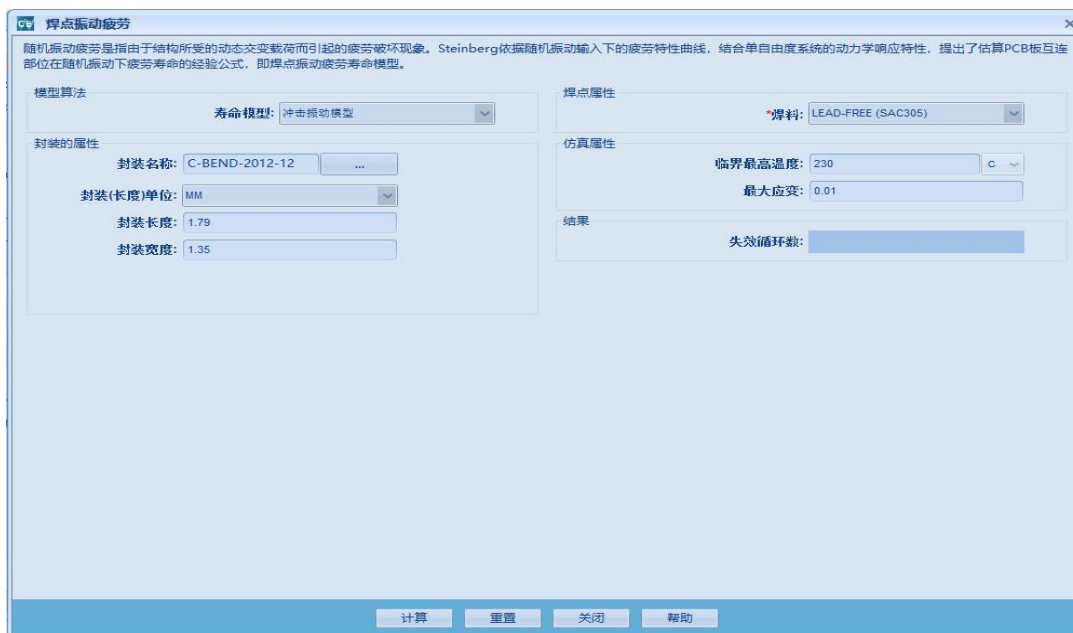 焊点振动疲劳
随机振动疲劳是指由于结构所受的动态交变载荷而引起的疲劳破坏现象。Steinberg依据随机振动输入下的疲劳特性曲线，结合单自由度系统的动力学响应特性，提出了估算PCB板互连
部位在随机振动下疲劳寿命的经验公式，即焊点振动疲劳寿命模型。
模型算法
寿命模型: 冲击振动模型
封装的属性
封装名称: C-BEND-2012-12 ...
封装(长度)单位: MM
封装长度: 1.79
封装宽度: 1.35
焊点属性
*焊料: LEAD-FREE (SAC305)
仿真属性
临界最高温度: 230 C
最大应变: 0.01
结果
失效循环数:
计算 重置 关闭 帮助